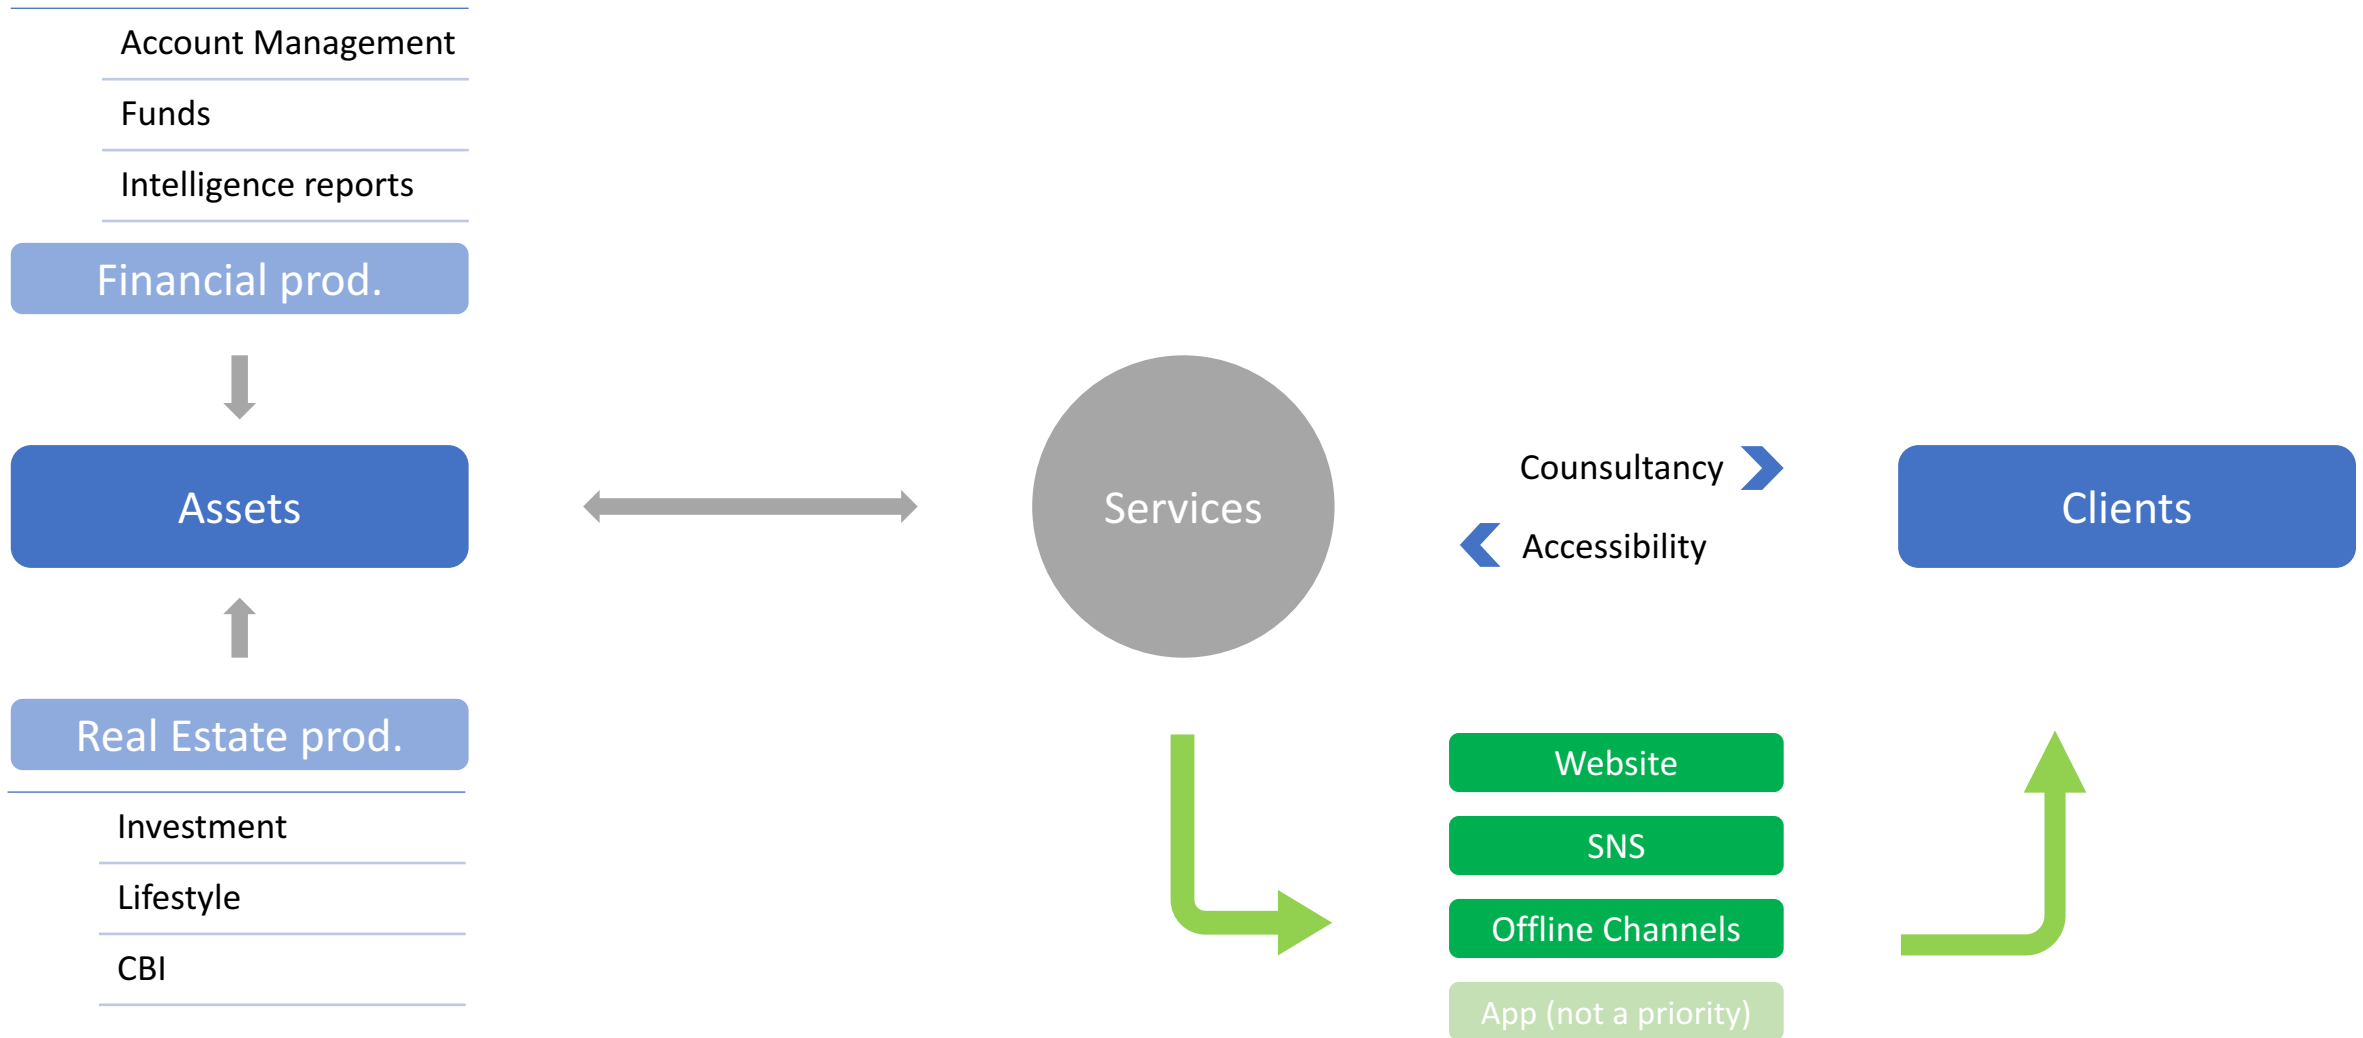 Account Management
Funds
Intelligence reports
Financial prod.
Assets
Real Estate prod.
Investment
Lifestyle
CBI
Services
Counsultancy
Accessibility
Clients
Website
SNS
Offline Channels
App (not a priority)